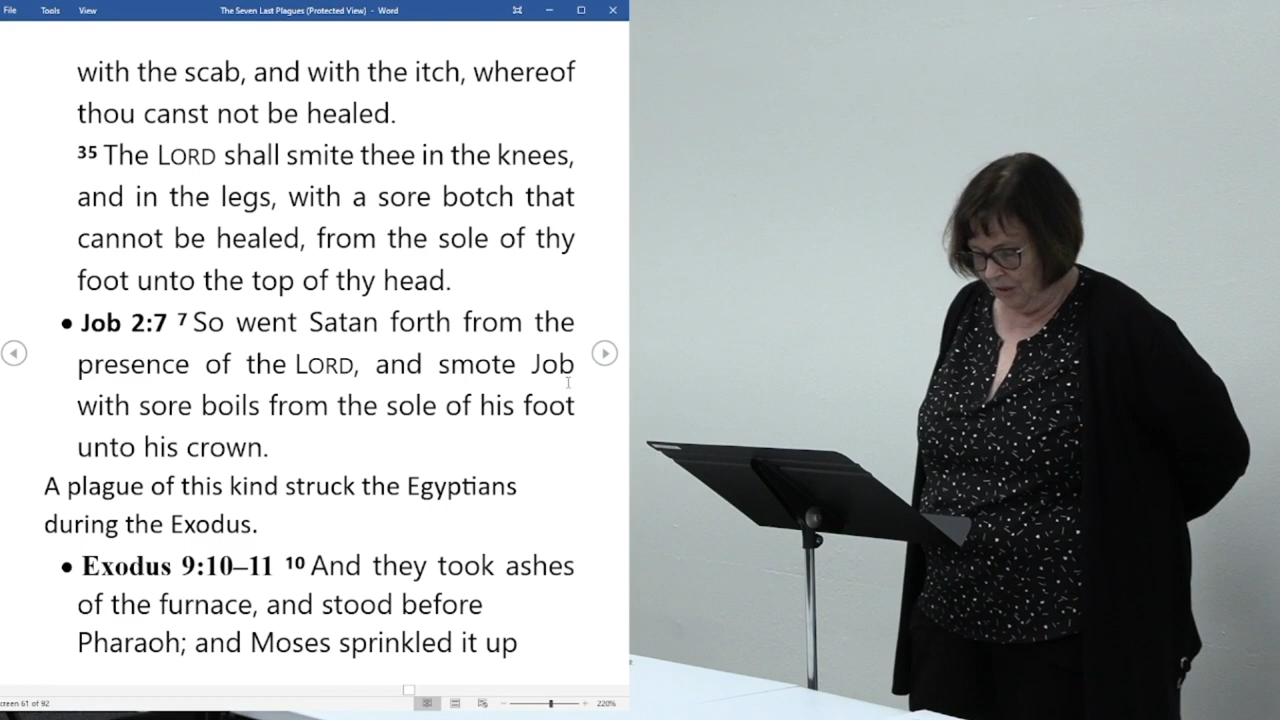 File Tools View The Seven Last Plagues (Protected View) - Word
with the scab, and with the itch, whereof
thou canst not be healed.
35 The LORD shall smite thee in the knees,
and in the legs, with a sore botch that
cannot be healed, from the sole of thy
foot unto the top of thy head.
• Job 2:7 7 So went Satan forth from the
presence of the LORD, and smote Job
with sore boils from the sole of his foot
unto his crown.
A plague of this kind struck the Egyptians
during the Exodus.
• Exodus 9:10–11 10 And they took ashes
of the furnace, and stood before
Pharaoh; and Moses sprinkled it up
creen 61 of 92 220%